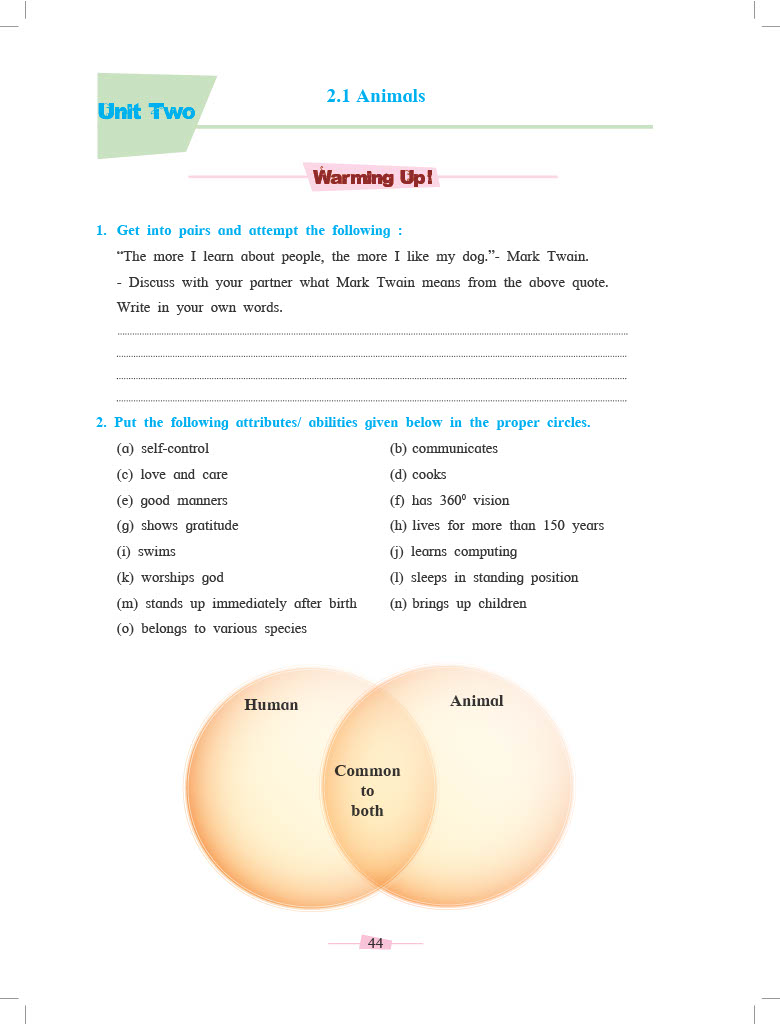 Unit Two
2.1 Animals
Warming Up!
1. Get into pairs and attempt the following :
“The more I learn about people, the more I like my dog.”- Mark Twain.
- Discuss with your partner what Mark Twain means from the above quote.
Write in your own words.
2. Put the following attributes/ abilities given below in the proper circles.
(a) self-control (b) communicates
(c) love and care (d) cooks
(e) good manners (f) has 360⁰ vision
(g) shows gratitude (h) lives for more than 150 years
(i) swims (j) learns computing
(k) worships god (l) sleeps in standing position
(m) stands up immediately after birth (n) brings up children
(o) belongs to various species
Human Animal
Common
to
both
44